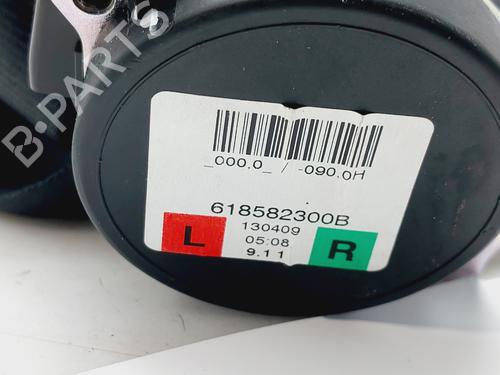 B-PARTS
_000,0_ / -090,0H
618582300B
L
130409
05:08
9.11
R